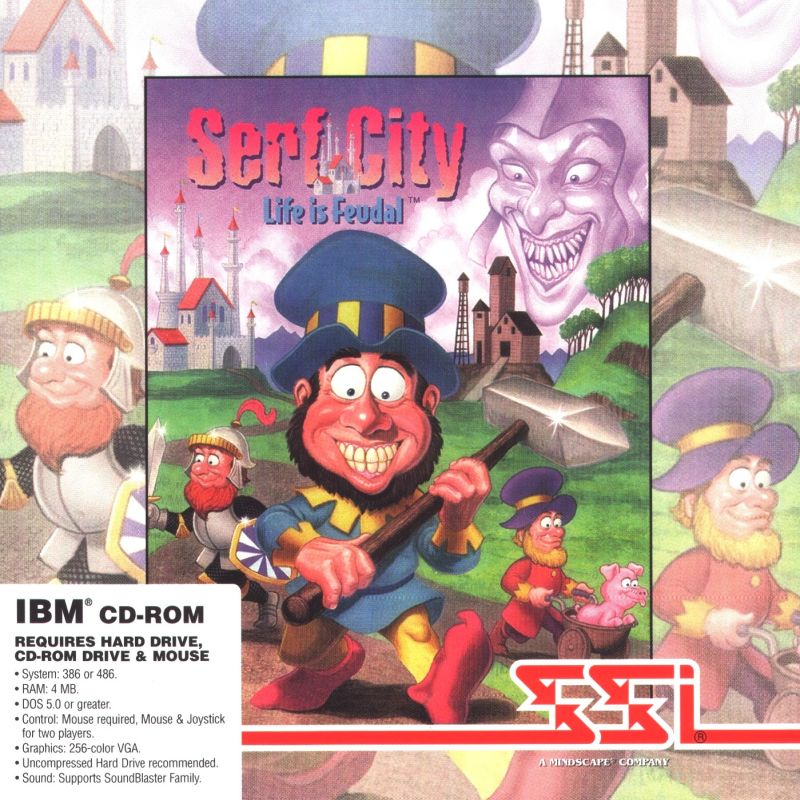 Serf City
Life is Feudal™
IBM® CD-ROM
REQUIRES HARD DRIVE,
CD-ROM DRIVE & MOUSE
• System: 386 or 486.
• RAM: 4 MB.
• DOS 5.0 or greater.
• Control: Mouse required, Mouse & Joystick
for two players.
• Graphics: 256-color VGA.
• Uncompressed Hard Drive recommended.
• Sound: Supports SoundBlaster Family.
SSi®
A MINDSCAPE® COMPANY